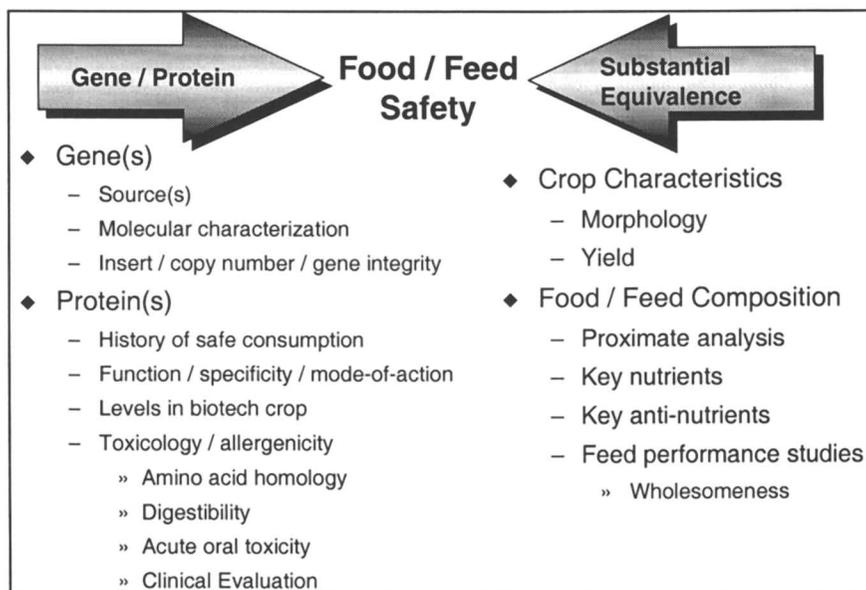 Gene / Protein
Food / Feed
Safety
Substantial
Equivalence
◆ Gene(s)
– Source(s)
– Molecular characterization
– Insert / copy number / gene integrity
◆ Protein(s)
– History of safe consumption
– Function / specificity / mode-of-action
– Levels in biotech crop
– Toxicology / allergenicity
» Amino acid homology
» Digestibility
» Acute oral toxicity
» Clinical Evaluation
◆ Crop Characteristics
– Morphology
– Yield
◆ Food / Feed Composition
– Proximate analysis
– Key nutrients
– Key anti-nutrients
– Feed performance studies
» Wholesomeness